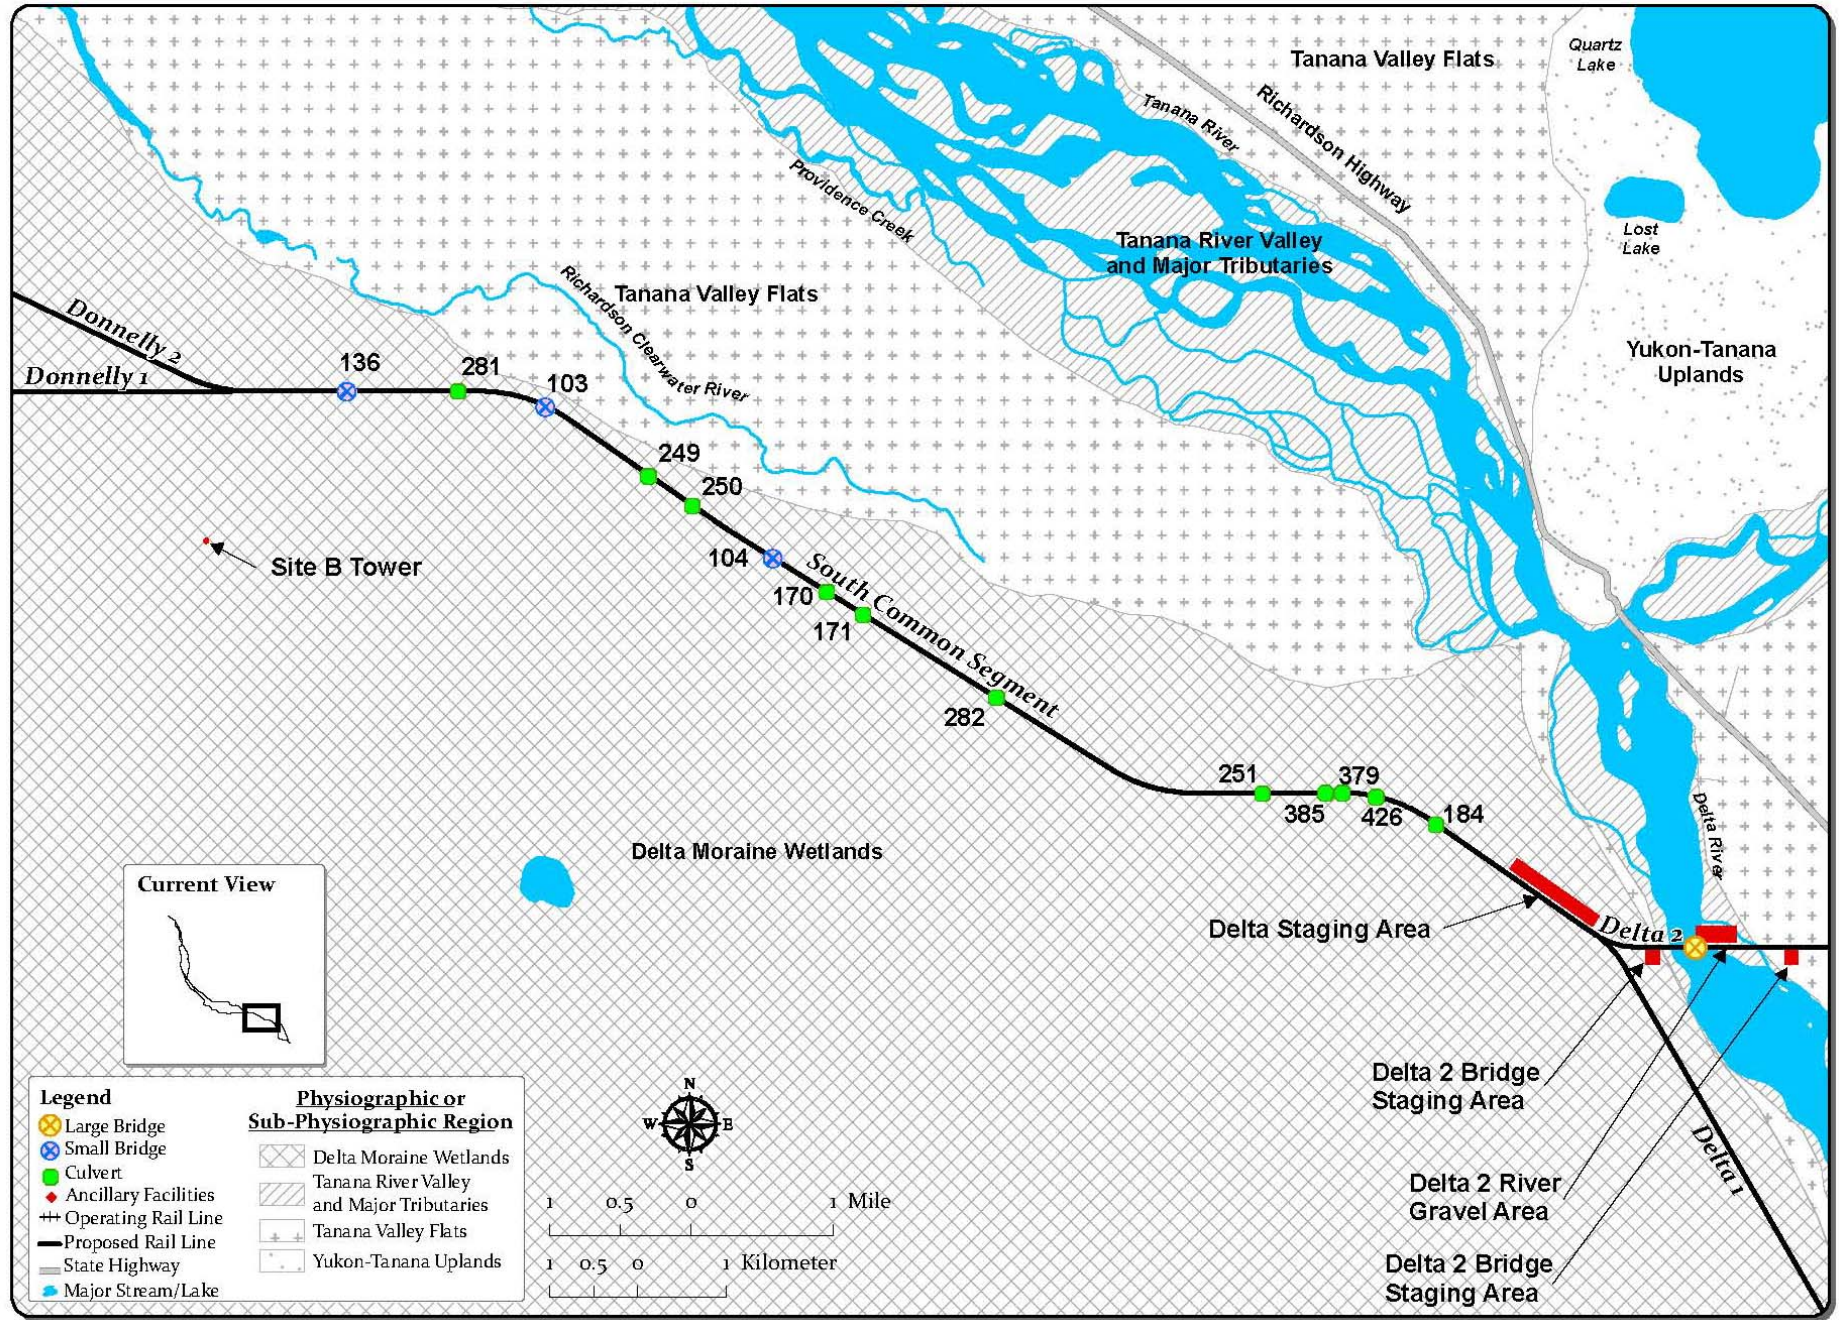 Quartz
Lake
Tanana Valley Flats
Richardson Highway
Tanana River
Providence Creek
Tanana River Valley
and Major Tributaries
Lost
Lake
Richardson Clearwater River
Tanana Valley Flats
Yukon-Tanana
Uplands
Donnelly 2
Donnelly 1
136
281
103
249
250
104
170
171
South Common Segment
282
Site B Tower
251
385
379
426
184
Delta River
Delta Moraine Wetlands
Delta Staging Area
Delta 2
Delta 2 Bridge
Staging Area
Delta 1
Delta 2 River
Gravel Area
Delta 2 Bridge
Staging Area
Current View
Legend
Large Bridge
Small Bridge
Culvert
Ancillary Facilities
Operating Rail Line
Proposed Rail Line
State Highway
Major Stream/Lake
Physiographic or
Sub-Physiographic Region
Delta Moraine Wetlands
Tanana River Valley
and Major Tributaries
Tanana Valley Flats
Yukon-Tanana Uplands
N
W E
S
1 0.5 0 1 Mile
1 0.5 0 1 Kilometer